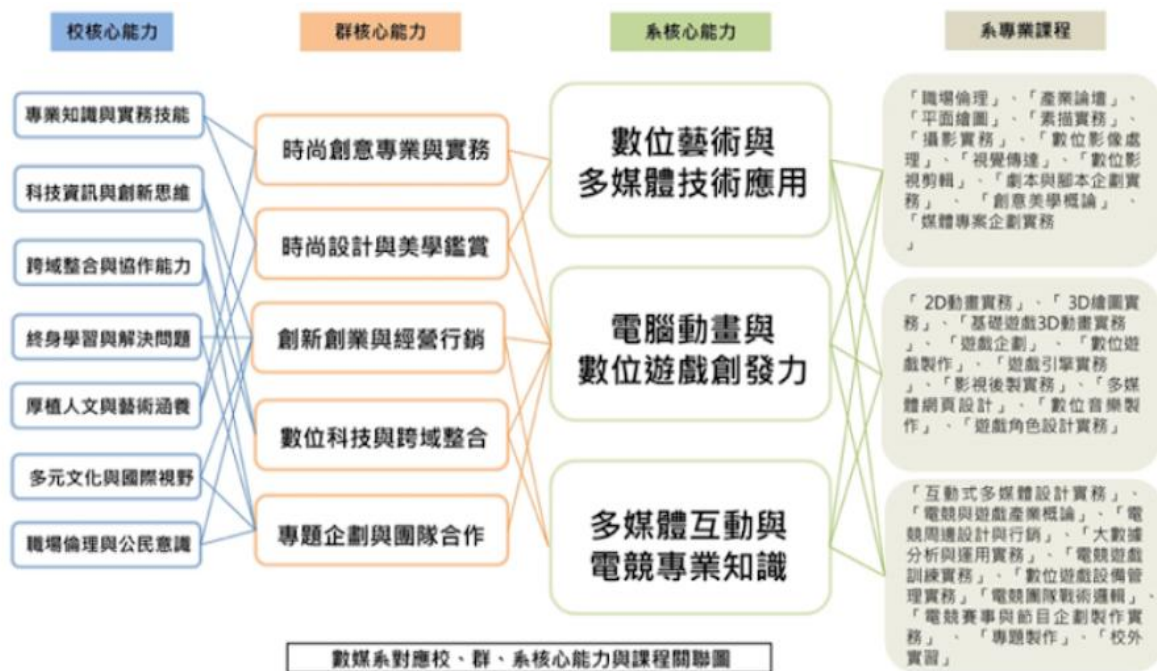 校核心能力
群核心能力
系核心能力
系專業課程
專業知識與實務技能
科技資訊與創新思維
跨域整合與協作能力
終身學習與解決問題
厚植人文與藝術涵養
多元文化與國際視野
職場倫理與公民意識
時尚創意專業與實務
時尚設計與美學鑑賞
創新創業與經營行銷
數位科技與跨域整合
專題企劃與團隊合作
數位藝術與
多媒體技術應用
電腦動畫與
數位遊戲創發力
多媒體互動與
電競專業知識
「職場倫理」、「產業論壇」、
「平面繪圖」、「素描實務」、
「攝影實務」、「數位影像處
理」、「視覺傳達」、「數位影
視剪輯」、「劇本與腳本企劃實
務」、「創意美學概論」、
「媒體專案企劃實務
」
「2D動畫實務」、「3D繪圖實
務」、「基礎遊戲3D動畫實務
」、「遊戲企劃」、「數位遊
戲製作」、「遊戲引擎實務
」、「影視後製實務」、「多媒
體網頁設計」、「數位音樂製
作」、「遊戲角色設計實務」
「互動式多媒體設計實務」、
「電競與遊戲產業概論」、「電
競周邊設計與行銷」、「大數據
分析與運用實務」、「電競遊戲
訓練實務」、「數位遊戲設備管
理實務」「電競團隊戰術邏輯」、
「電競賽事與節目企劃製作實
務」、「專題製作」、「校外
實習」
數媒系對應校、群、系核心能力與課程關聯圖